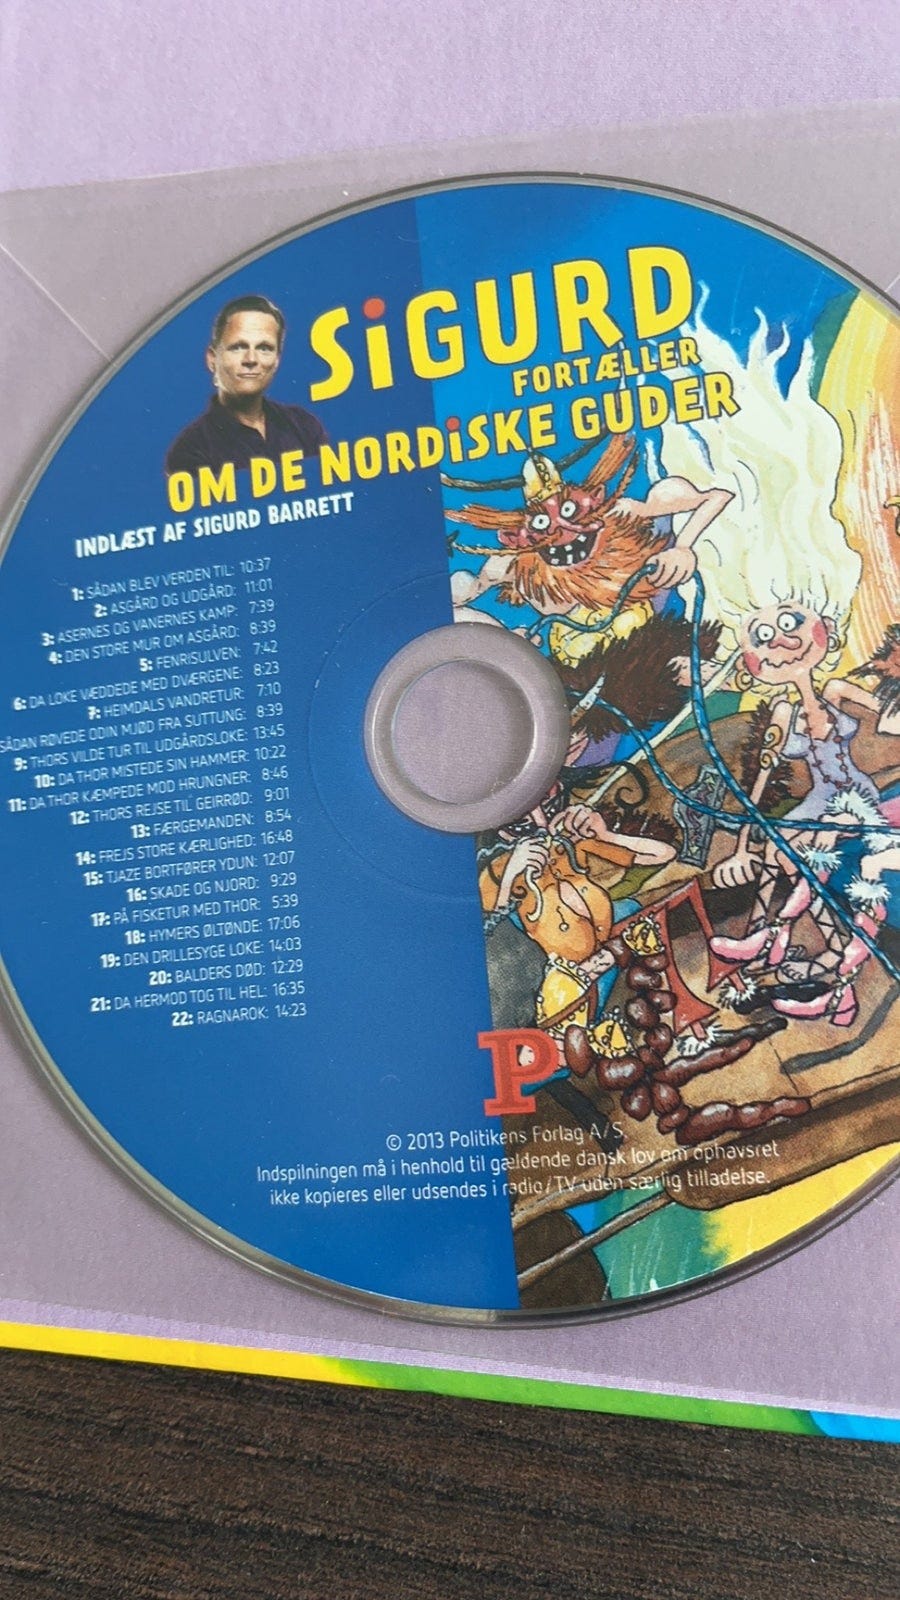 SiGURD
FORTÆLLER
OM DE NORDiSKE GUDER
INDLÆST AF SIGURD BARRETT
1: SÅDAN BLEV VERDEN TIL: 10:37
2: ASGÅRD OG UDGÅRD: 11:01
3: ASERNES OG VANERNES KAMP: 7:39
4: DEN STORE MUR OM ASGÅRD: 8:39
5: FENRISULVEN: 7:42
6: DA LOKE VÆDDEDE MED DVÆRGENE: 8:23
7: HEIMDALS VANDRETUR: 7:10
SÅDAN RØVEDE ODIN MJØD FRA SUTTUNG: 8:39
9: THORS VILDE TUR TIL UDGÅRDSLOKE: 13:45
10: DA THOR MISTEDE SIN HAMMER: 10:22
11: DA THOR KÆMPEDE MOD HRUNGNER: 8:46
12: THORS REJSE TIL GEIRRØD: 9:01
13: FÆRGEMANDEN: 8:54
14: FREJS STORE KÆRLIGHED: 16:48
15: TJAZE BORTFØRER YDUN: 12:07
16: SKADE OG NJORD: 9:29
17: PÅ FISKETUR MED THOR: 5:39
18: HYMERS ØLTØNDE: 17:06
19: DEN DRILLESYGE LOKE: 14:03
20: BALDERS DØD: 12:29
21: DA HERMOD TOG TIL HEL: 16:35
22: RAGNAROK: 14:23
P
© 2013 Politikens Forlag A/S.
Indspilningen må i henhold til gældende dansk lov om ophavsret
ikke kopieres eller udsendes i radio/TV uden særlig tilladelse.